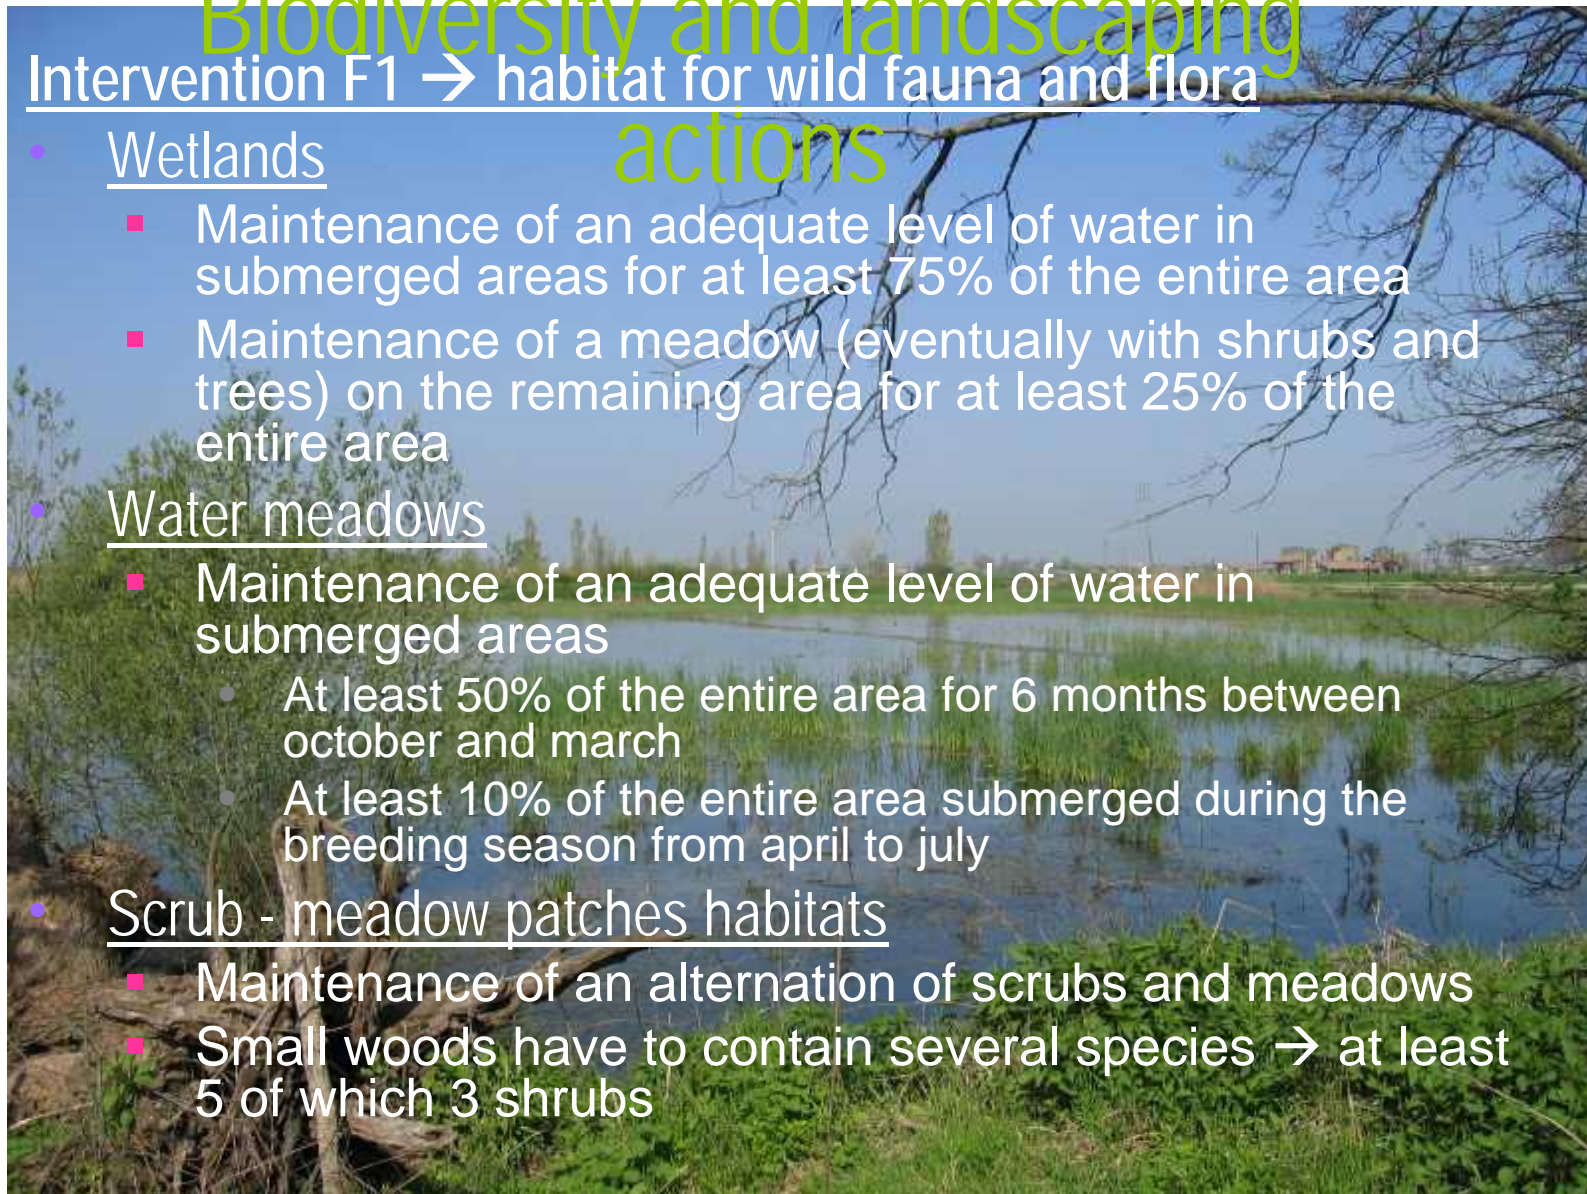 Biodiversity and landscaping
actions
Intervention F1 → habitat for wild fauna and flora
• Wetlands
▪ Maintenance of an adequate level of water in
submerged areas for at least 75% of the entire area
▪ Maintenance of a meadow (eventually with shrubs and
trees) on the remaining area for at least 25% of the
entire area
• Water meadows
▪ Maintenance of an adequate level of water in
submerged areas
• At least 50% of the entire area for 6 months between
october and march
• At least 10% of the entire area submerged during the
breeding season from april to july
• Scrub - meadow patches habitats
▪ Maintenance of an alternation of scrubs and meadows
▪ Small woods have to contain several species → at least
5 of which 3 shrubs